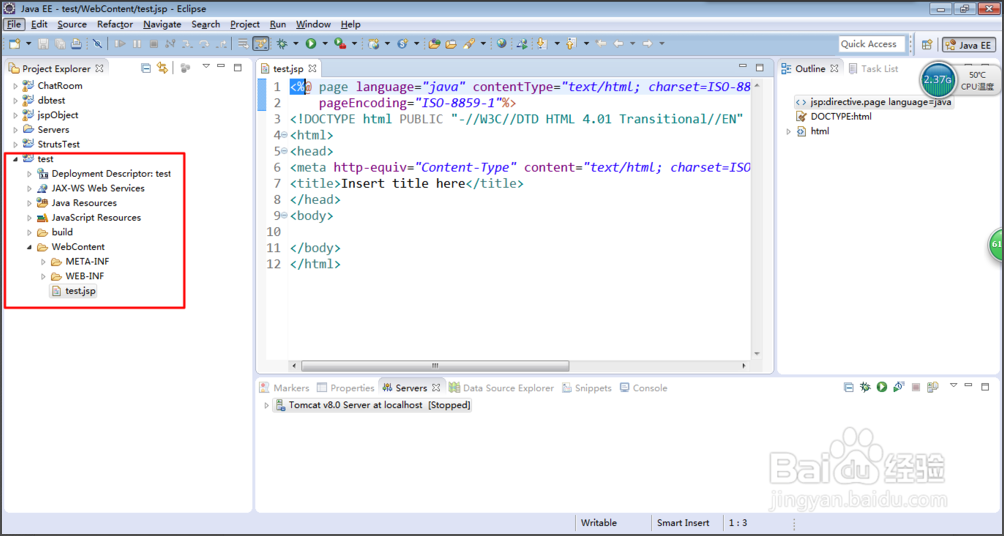 Java EE - test/WebContent/test.jsp - Eclipse
File Edit Source Refactor Navigate Search Project Run Window Help
Quick Access
Java EE
Project Explorer
ChatRoom
dbtest
jspObject
Servers
StrutsTest
test
Deployment Descriptor: test
JAX-WS Web Services
Java Resources
JavaScript Resources
build
WebContent
META-INF
WEB-INF
test.jsp
test.jsp
1 <%@ page language="java" contentType="text/html; charset=ISO-88
2 pageEncoding="ISO-8859-1"%>
3 <!DOCTYPE html PUBLIC "-//W3C//DTD HTML 4.01 Transitional//EN"
4 <html>
5 <head>
6 <meta http-equiv="Content-Type" content="text/html; charset=ISO
7 <title>Insert title here</title>
8 </head>
9 <body>
10
11 </body>
12 </html>
Outline Task List
2.37G
50℃
CPU温度
jsp:directive.page language=java
DOCTYPE:html
html
61
Markers Properties Servers Data Source Explorer Snippets Console
Tomcat v8.0 Server at localhost [Stopped]
Baidu 经验
jingyan.baidu.com
Writable Smart Insert 1 : 3